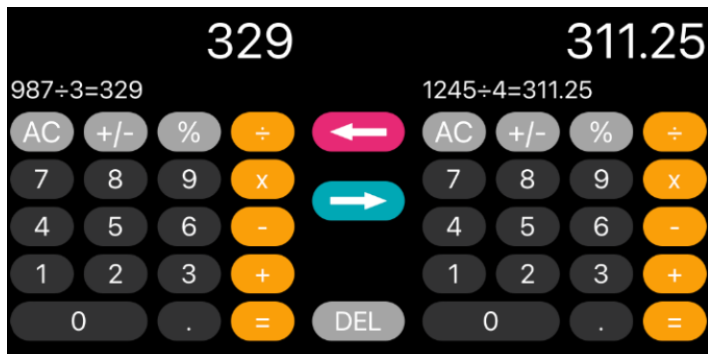 329 311.25
987÷3=329 1245÷4=311.25
AC +/- % ÷ AC +/- % ÷
7 8 9 x 7 8 9 x
4 5 6 - 4 5 6 -
1 2 3 + 1 2 3 +
0 . = DEL 0 . =